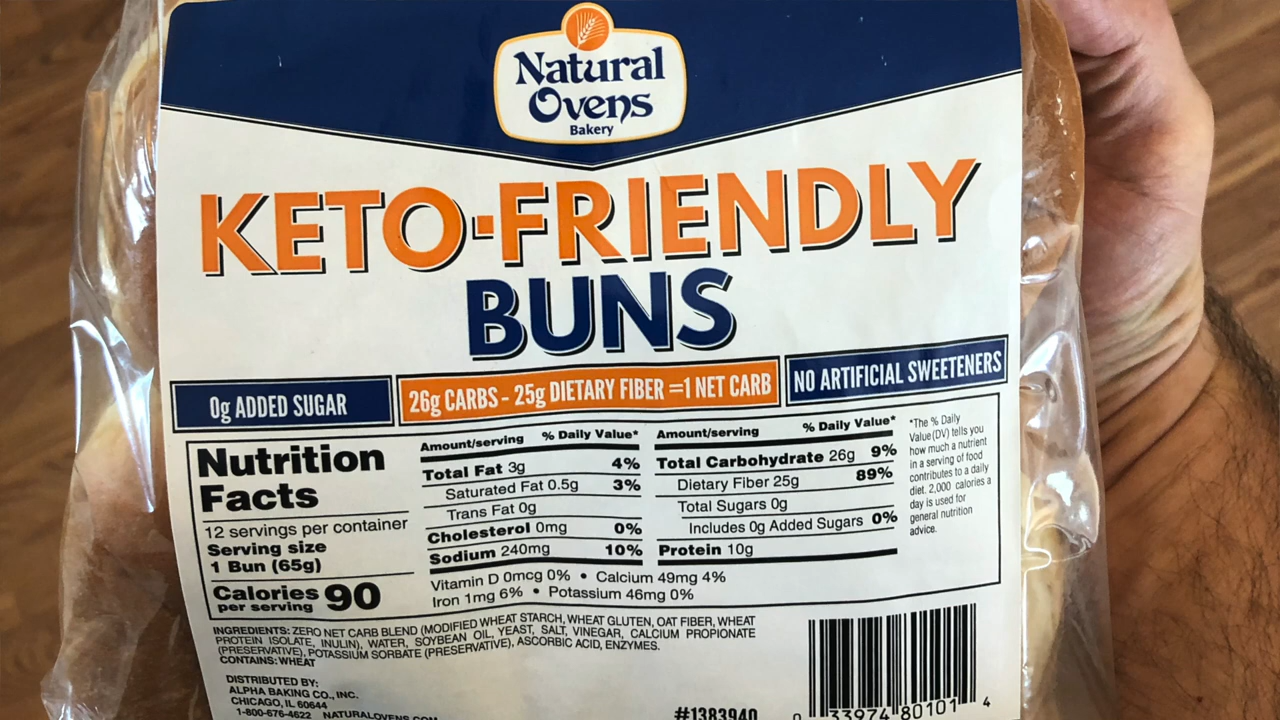 Natural
Ovens
Bakery
KETO-FRIENDLY
BUNS
0g ADDED SUGAR
26g CARBS - 25g DIETARY FIBER =1 NET CARB
NO ARTIFICIAL SWEETENERS
Nutrition
Facts
12 servings per container
Serving size
1 Bun (65g)
Calories 90
per serving
Amount/serving % Daily Value*
Total Fat 3g 4%
Saturated Fat 0.5g 3%
Trans Fat 0g
Cholesterol 0mg 0%
Sodium 240mg 10%
Amount/serving % Daily Value*
Total Carbohydrate 26g 9%
Dietary Fiber 25g 89%
Total Sugars 0g
Includes 0g Added Sugars 0%
Protein 10g
Vitamin D 0mcg 0% • Calcium 49mg 4%
Iron 1mg 6% • Potassium 46mg 0%
*The % Daily
Value (DV) tells you
how much a nutrient
in a serving of food
contributes to a daily
diet. 2,000 calories a
day is used for
general nutrition
advice.
INGREDIENTS: ZERO NET CARB BLEND (MODIFIED WHEAT STARCH, WHEAT GLUTEN, OAT FIBER, WHEAT
PROTEIN ISOLATE, INULIN), WATER, SOYBEAN OIL, YEAST, SALT, VINEGAR, CALCIUM PROPIONATE
(PRESERVATIVE), POTASSIUM SORBATE (PRESERVATIVE), ASCORBIC ACID, ENZYMES.
CONTAINS: WHEAT
DISTRIBUTED BY:
ALPHA BAKING CO., INC.
CHICAGO, IL 60644
1-800-676-4622 NATURALOVENS.COM
#1383940
0 33974 80101 4